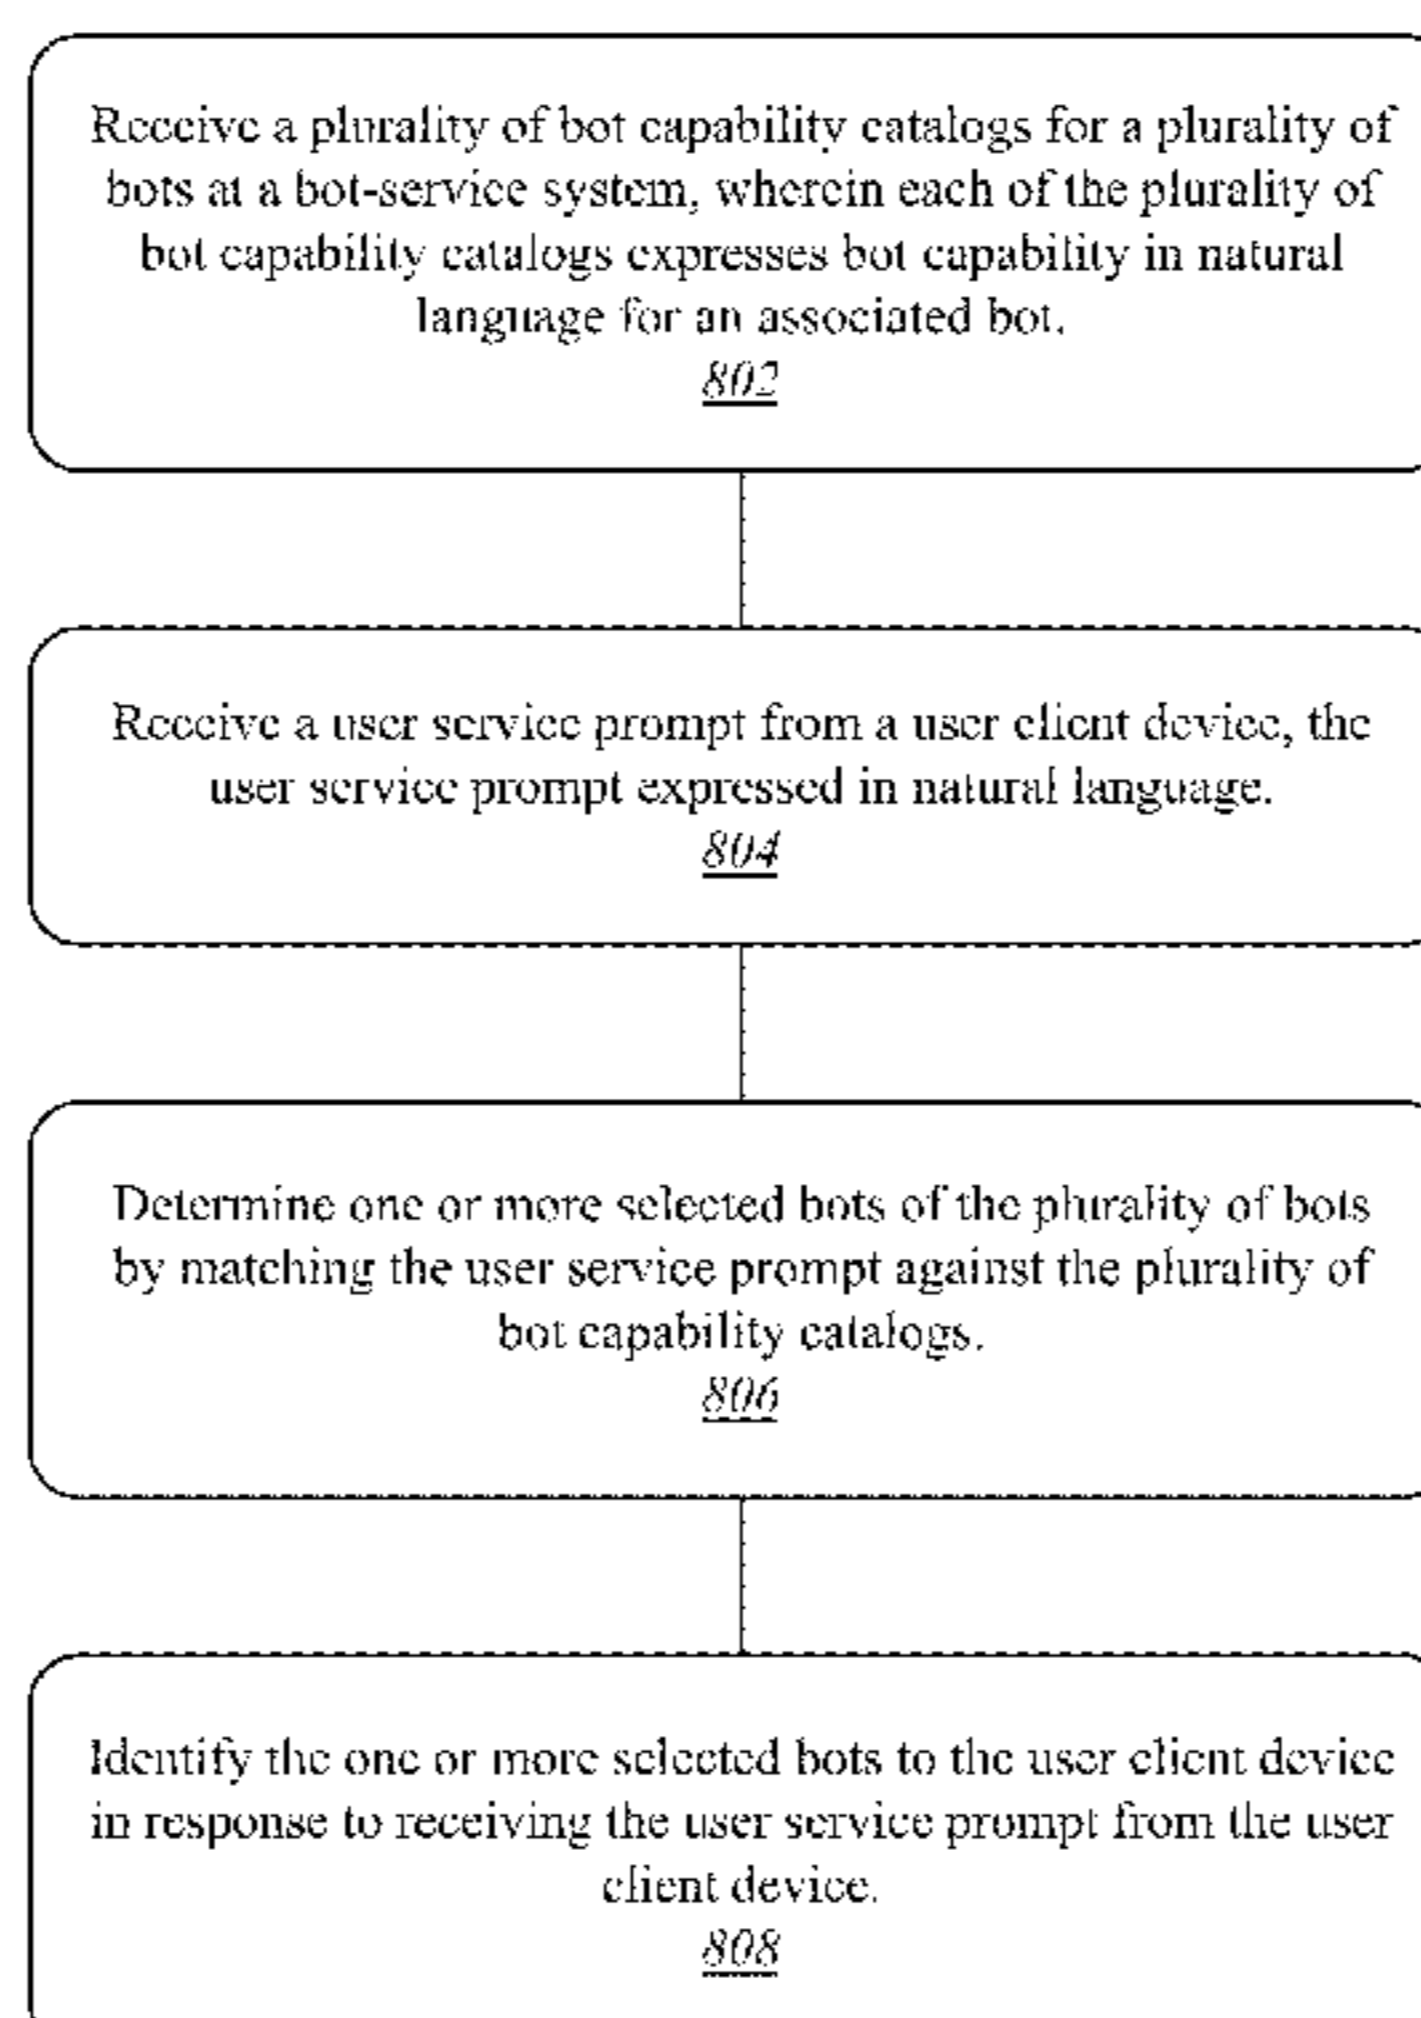 Receive a plurality of bot capability catalogs for a plurality of
bots at a bot-service system, wherein each of the plurality of
bot capability catalogs expresses bot capability in natural
language for an associated bot.
802
Receive a user service prompt from a user client device, the
user service prompt expressed in natural language.
804
Determine one or more selected bots of the plurality of bots
by matching the user service prompt against the plurality of
bot capability catalogs.
806
Identify the one or more selected bots to the user client device
in response to receiving the user service prompt from the user
client device.
808